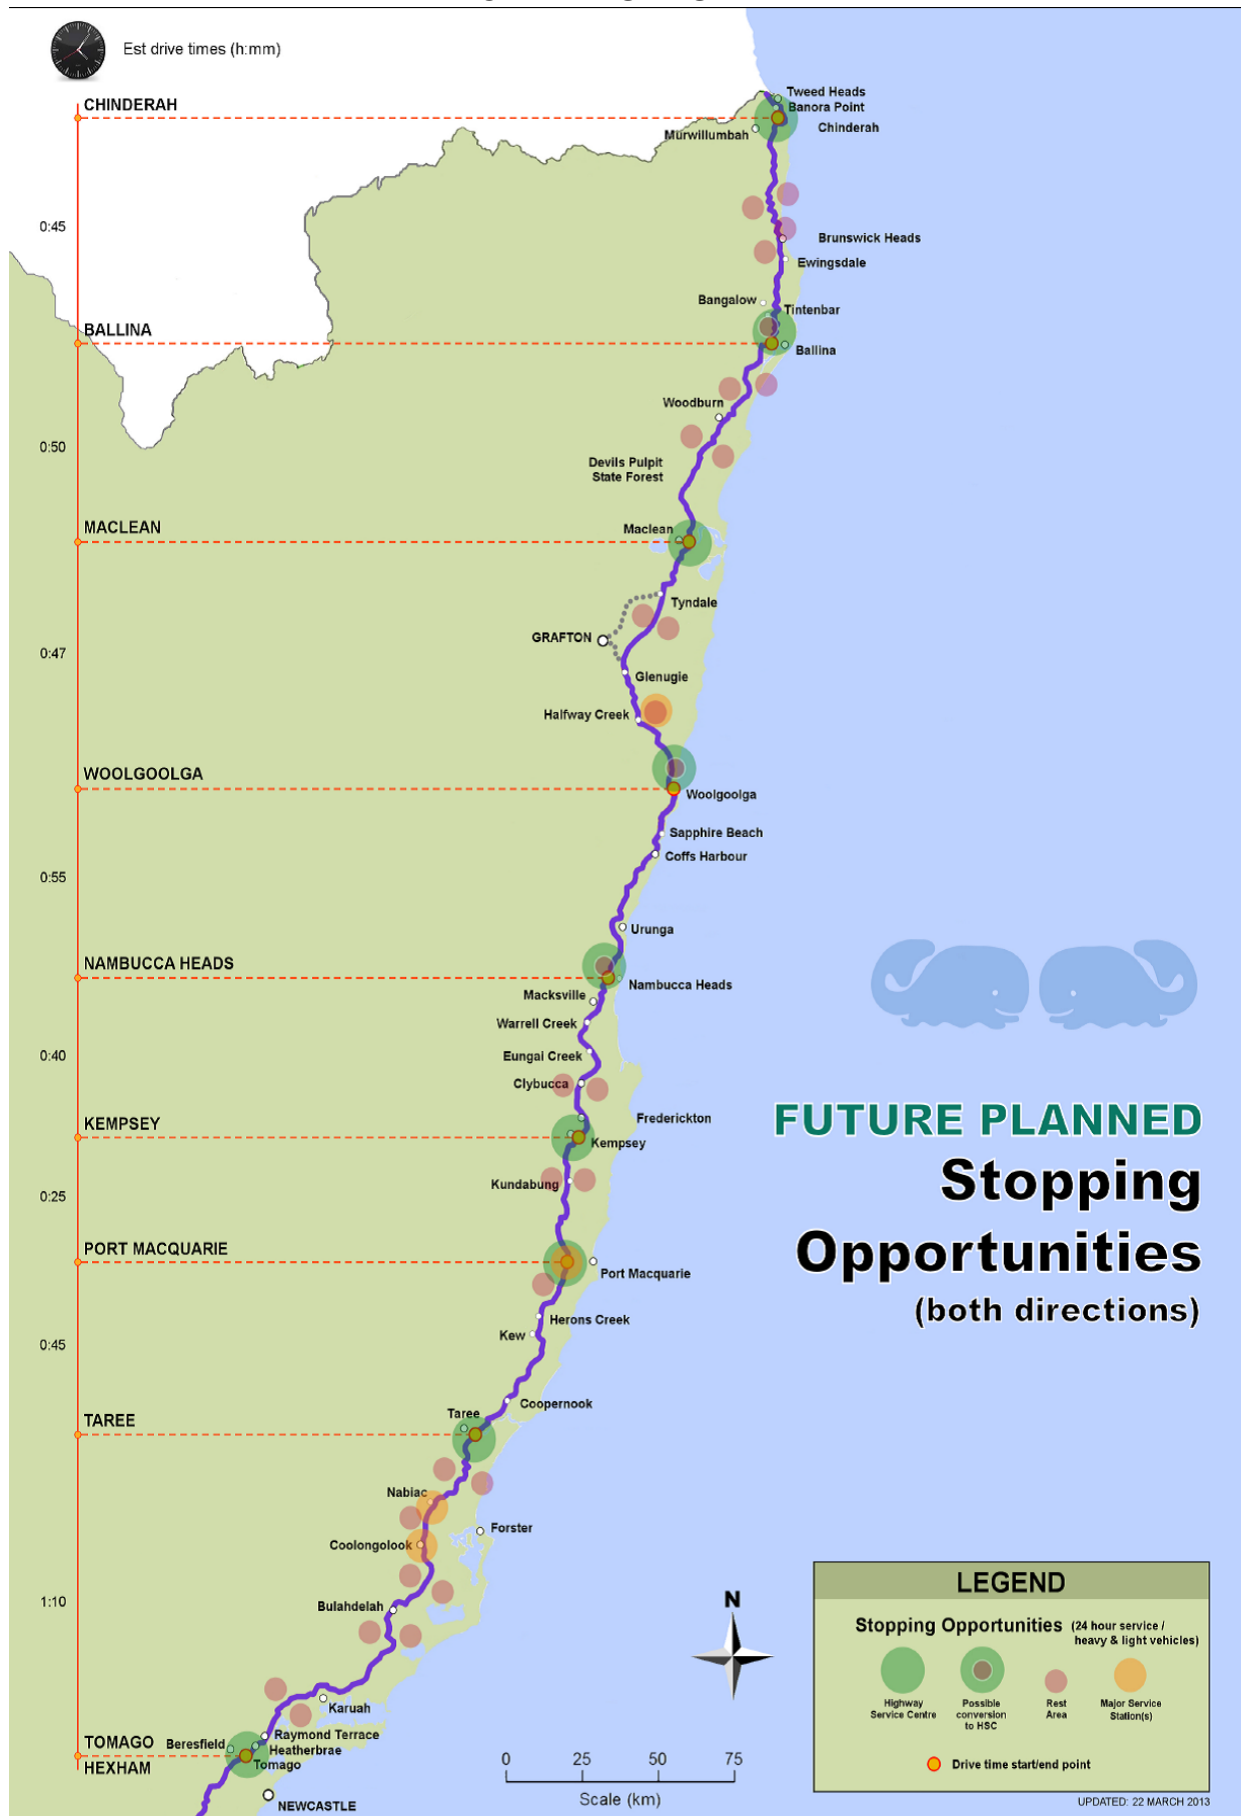 Est drive times (h:mm)
CHINDERAH
Tweed Heads
Banora Point
Chinderah
Murwillumbah
0:45
Brunswick Heads
Ewingsdale
Bangalow
Tintenbar
BALLINA
Ballina
Woodburn
0:50
Devils Pulpit
State Forest
MACLEAN
Maclean
Tyndale
GRAFTON
0:47
Glenugie
Halfway Creek
WOOLGOOLGA
Woolgoolga
Sapphire Beach
Coffs Harbour
0:55
Urunga
NAMBUCCA HEADS
Nambucca Heads
Macksville
Warrell Creek
0:40
Eungai Creek
Clybucca
Frederickton
KEMPSEY
Kempsey
Kundabung
0:25
PORT MACQUARIE
Port Macquarie
Herons Creek
Kew
0:45
Coopernook
TAREE
Taree
Nabiac
Forster
Coolongolook
1:10
Bulahdelah
Karuah
Raymond Terrace
TOMAGO
Beresfield
Heatherbrae
HEXHAM
Tomago
NEWCASTLE
FUTURE PLANNED
Stopping
Opportunities
(both directions)
N
0 25 50 75
Scale (km)
LEGEND
Stopping Opportunities (24 hour service /
heavy & light vehicles)
Highway
Service Centre
Possible
conversion
to HSC
Rest
Area
Major Service
Station(s)
Drive time start/end point
UPDATED: 22 MARCH 2013